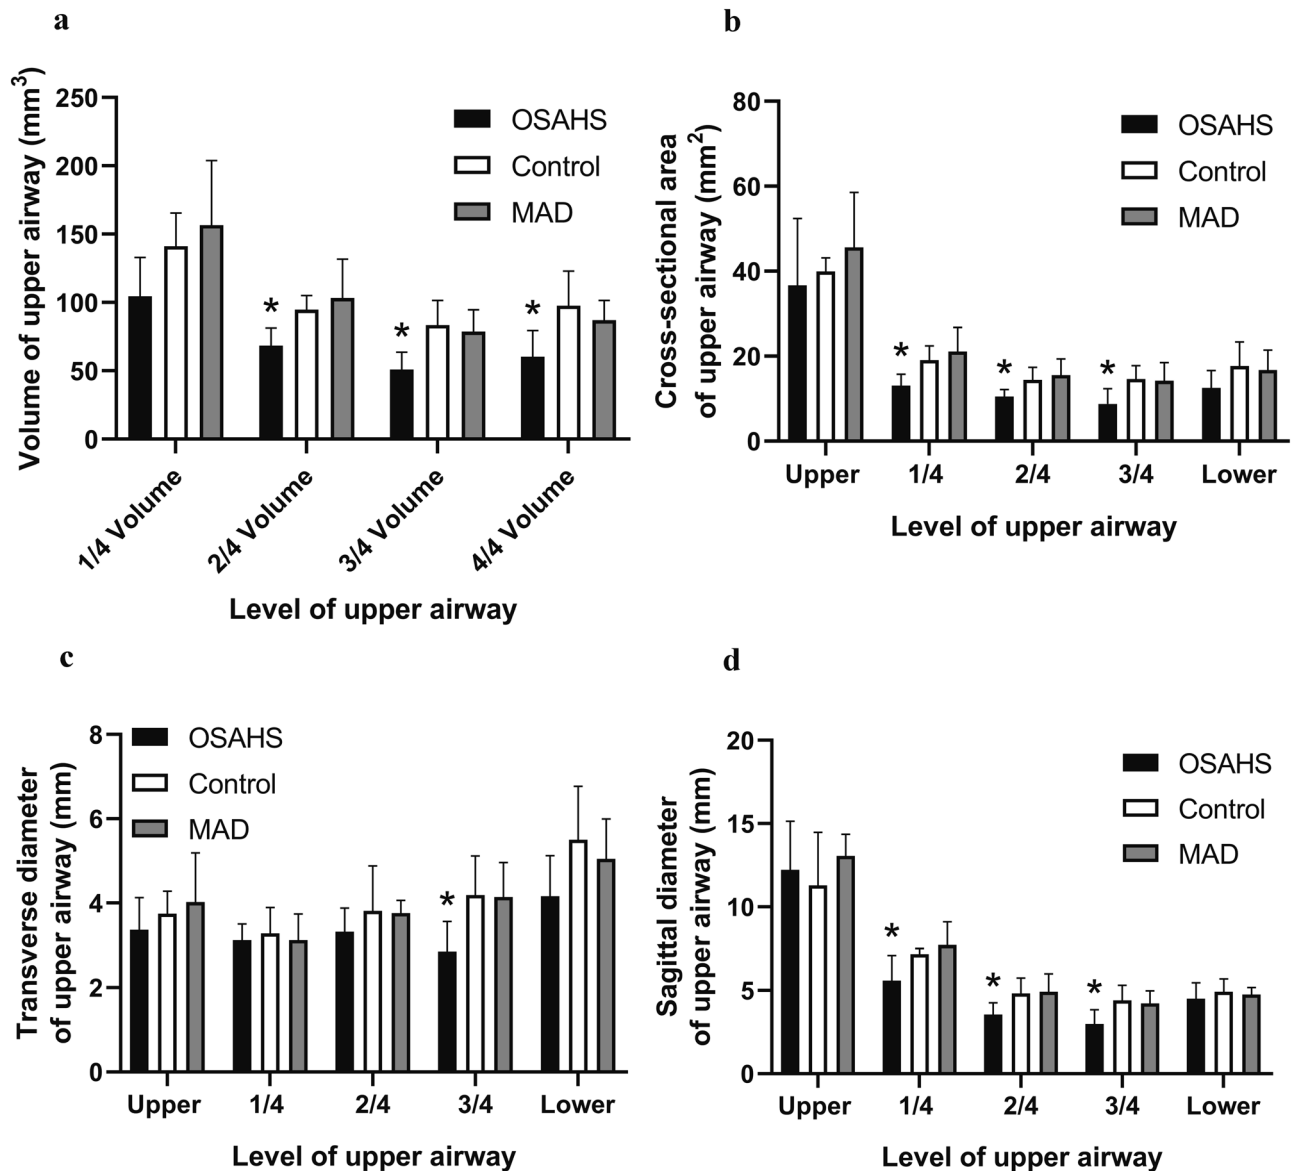 a
Volume of upper airway (mm³)
250
200
150
100
50
0
OSAHS
Control
MAD
*
*
*
1/4 Volume
2/4 Volume
3/4 Volume
4/4 Volume
Level of upper airway
b
Cross-sectional area
of upper airway (mm²)
80
60
40
20
0
OSAHS
Control
MAD
*
*
*
Upper 1/4 2/4 3/4 Lower
Level of upper airway
c
Transverse diameter
of upper airway (mm)
8
6
4
2
0
OSAHS
Control
MAD
*
Upper 1/4 2/4 3/4 Lower
Level of upper airway
d
Sagittal diameter
of upper airway (mm)
20
15
10
5
0
OSAHS
Control
MAD
*
*
*
Upper 1/4 2/4 3/4 Lower
Level of upper airway